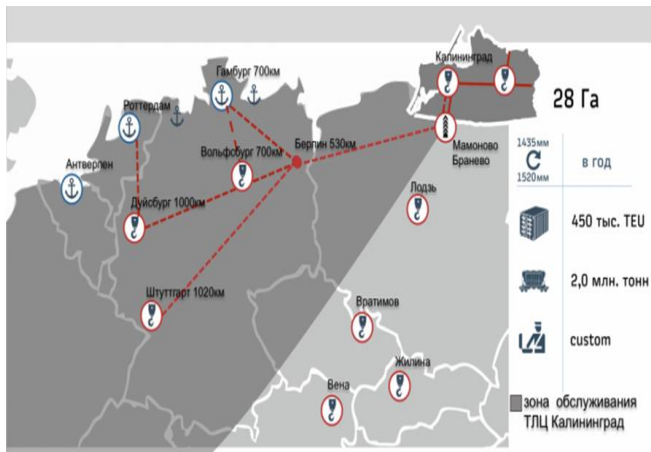 Калининград
Гамбург 700км
Роттердам
28 Га
Мамоново
Бранево
Берлин 530км
Вольфсбург 700км
Антверпен
1435мм
1520мм
в год
Лодзь
Дуйсбург 1000км
450 тыс. TEU
2,0 млн. тонн
Штуттгарт 1020км
Вратимов
custom
Жилина
Вена
зона обслуживания
ТЛЦ Калининград